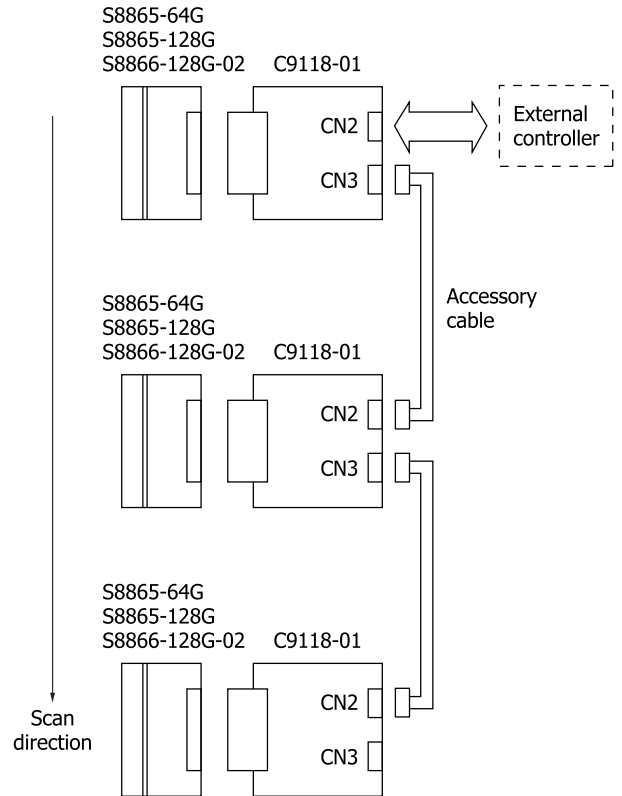 S8865-64G
S8865-128G
S8866-128G-02 C9118-01
CN2
External
controller
CN3
Accessory
cable
S8865-64G
S8865-128G
S8866-128G-02 C9118-01
CN2
CN3
S8865-64G
S8865-128G
S8866-128G-02 C9118-01
CN2
Scan
direction
CN3